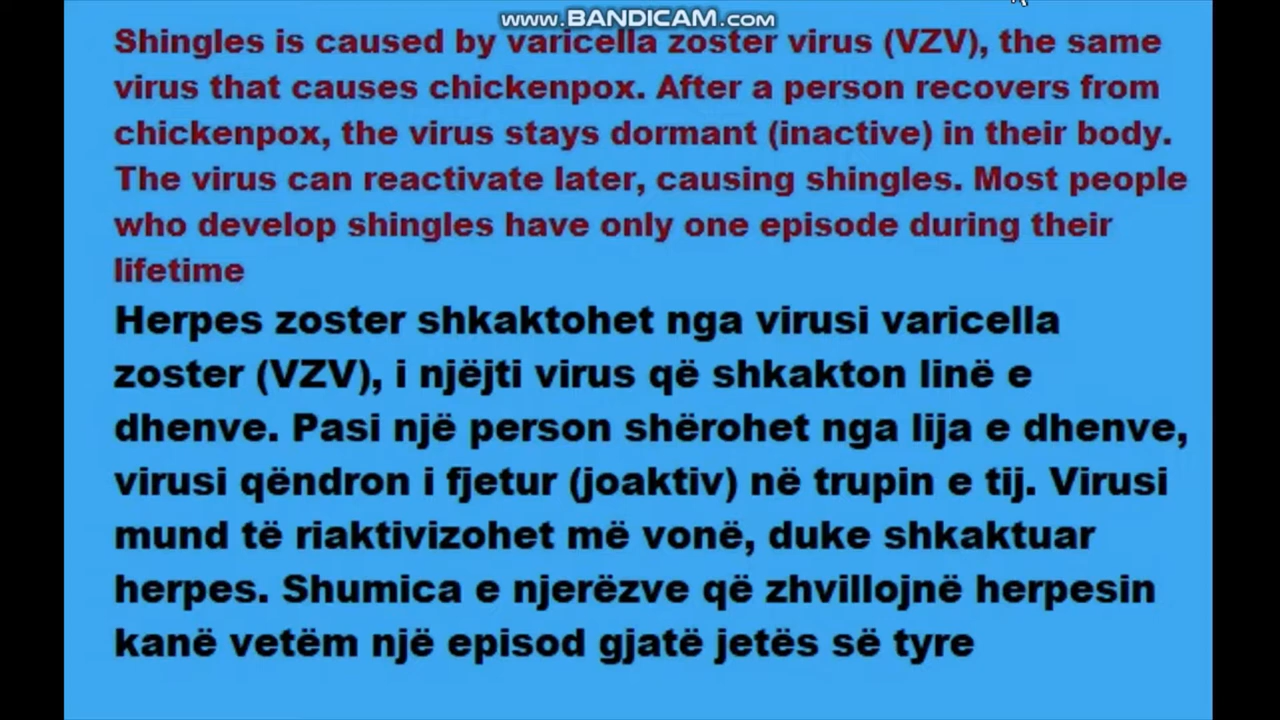 www.BANDICAM.com
Shingles is caused by varicella zoster virus (VZV), the same
virus that causes chickenpox. After a person recovers from
chickenpox, the virus stays dormant (inactive) in their body.
The virus can reactivate later, causing shingles. Most people
who develop shingles have only one episode during their
lifetime
Herpes zoster shkaktohet nga virusi varicella
zoster (VZV), i njëjti virus që shkakton linë e
dhenve. Pasi një person shërohet nga lija e dhenve,
virusi qëndron i fjetur (joaktiv) në trupin e tij. Virusi
mund të riaktivizohet më vonë, duke shkaktuar
herpes. Shumica e njerëzve që zhvillojnë herpesin
kanë vetëm një episod gjatë jetës së tyre